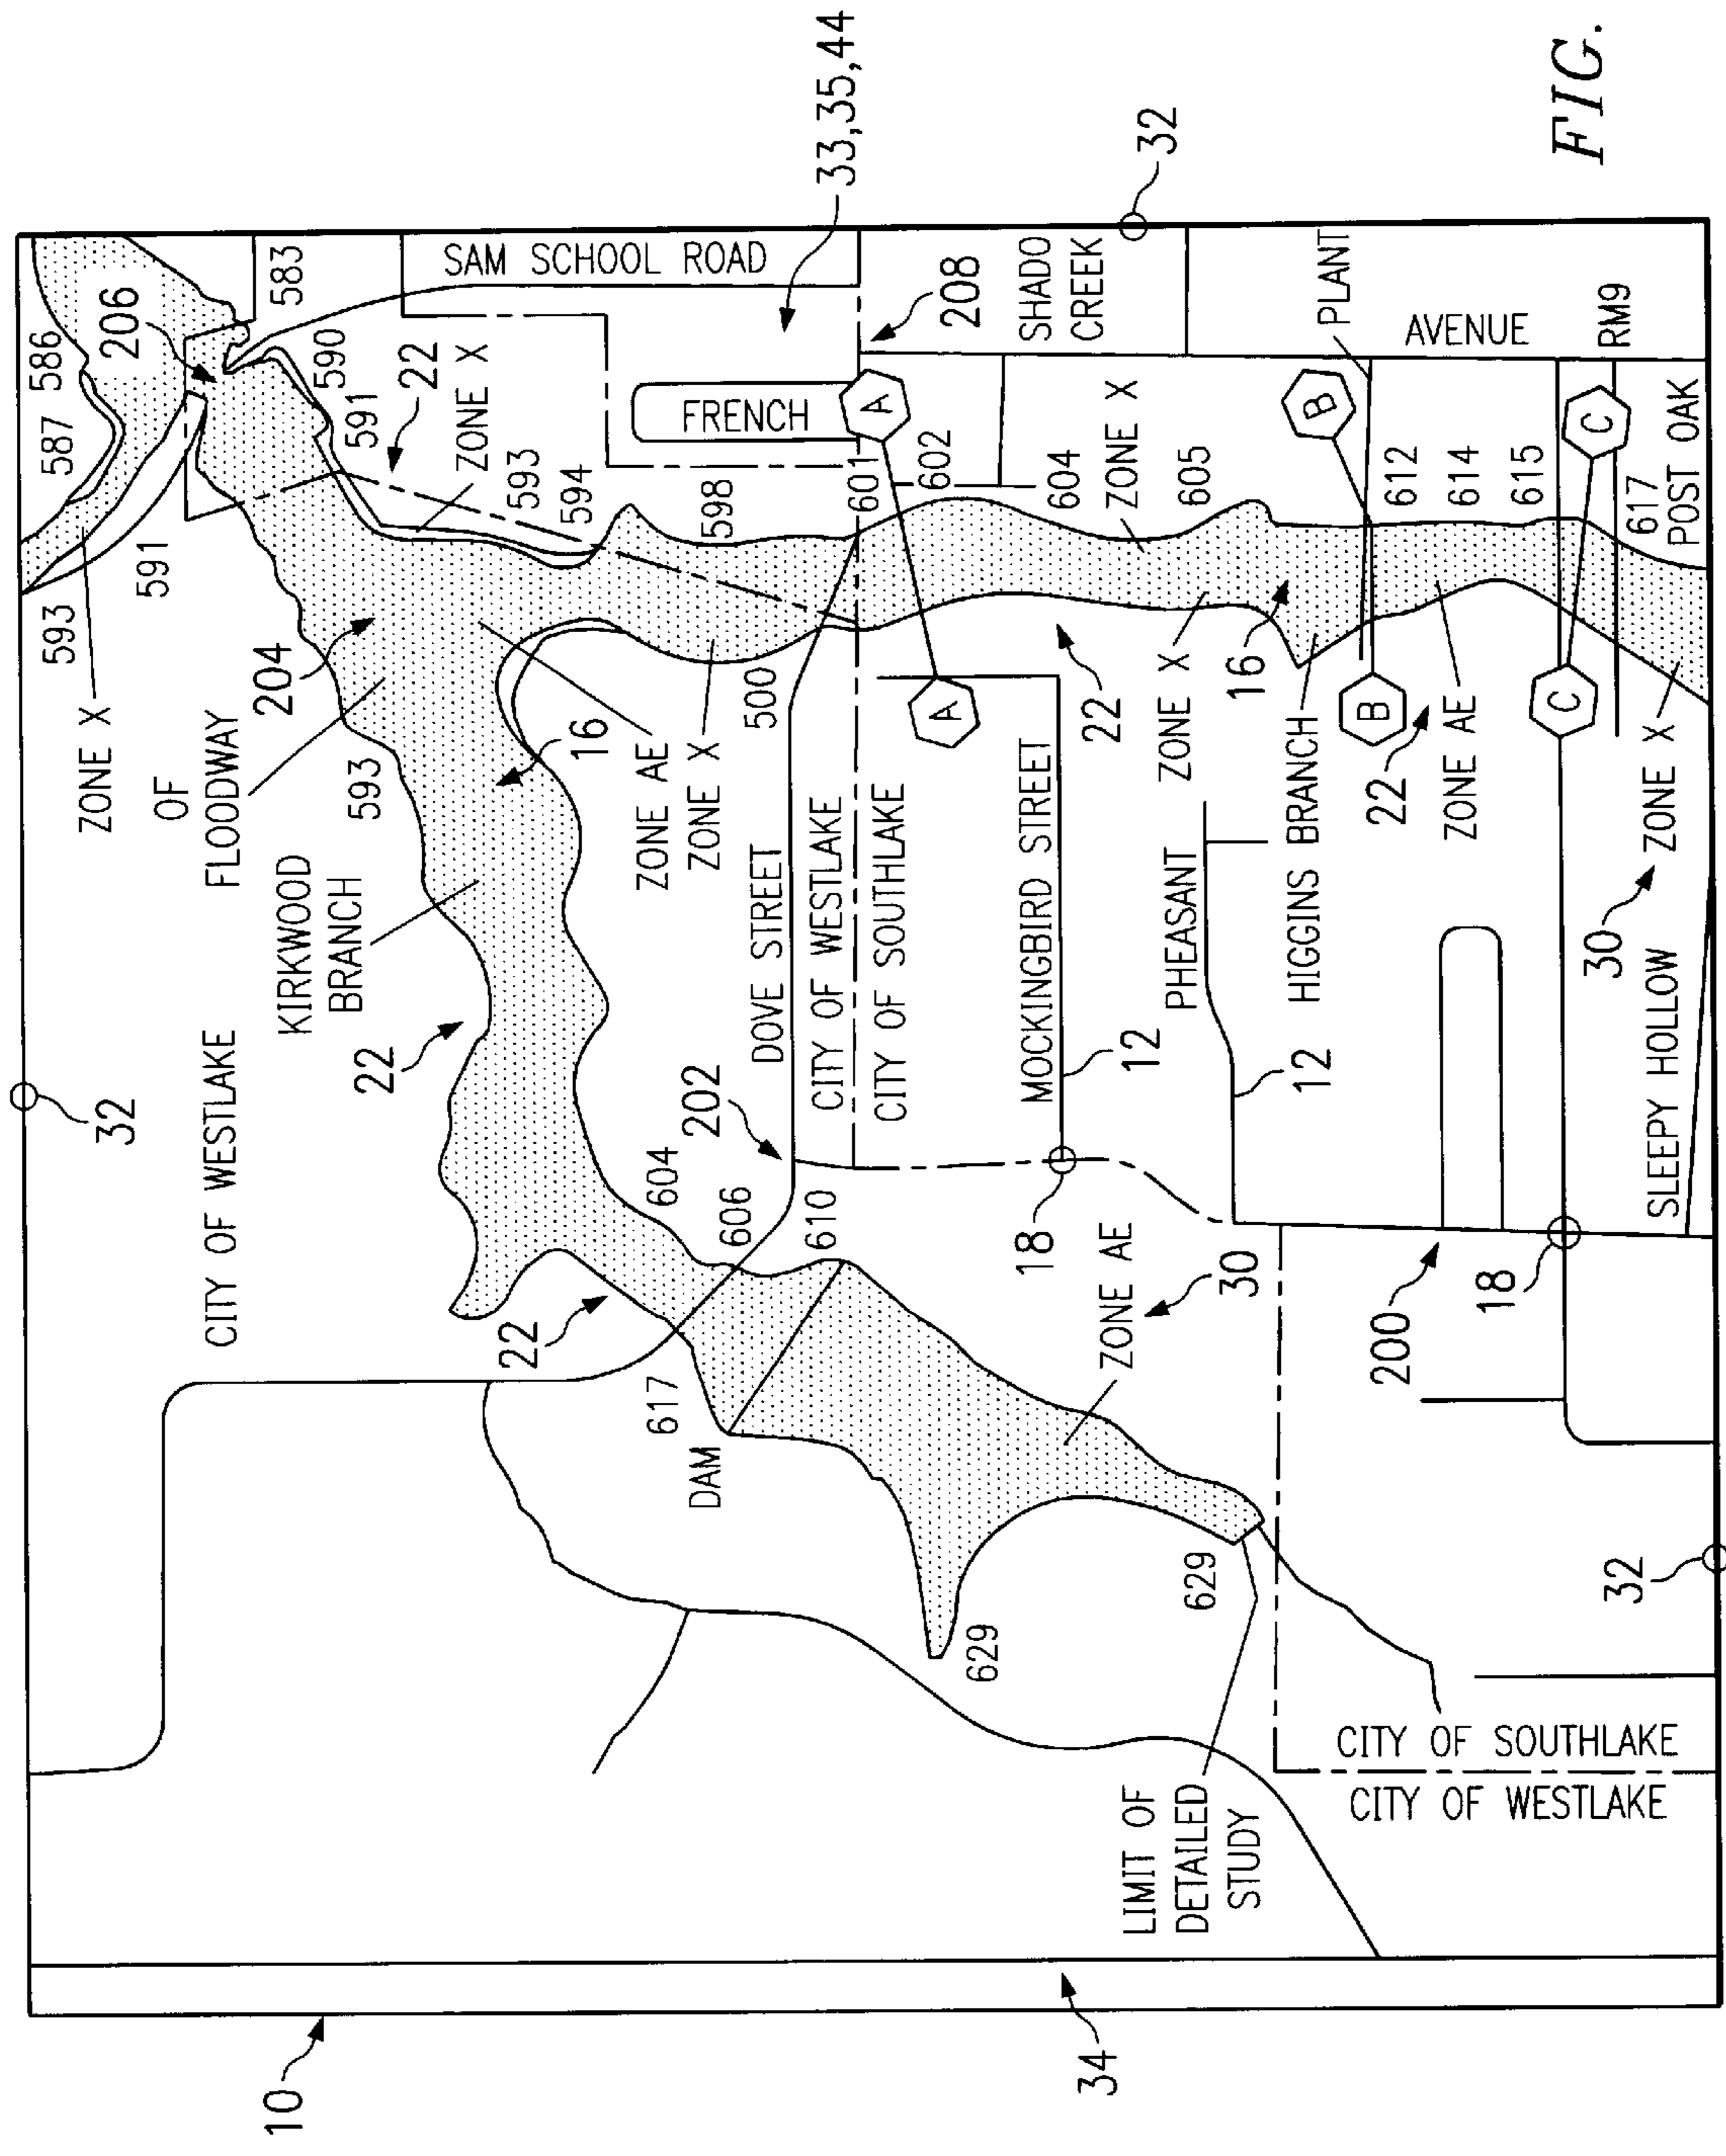 10
34
32
CITY OF WESTLAKE
22
KIRKWOOD
BRANCH
OF
FLOODWAY
204
593
ZONE X
593
591
587
586
206
583
590
591
22
ZONE X
593
594
598
SAM SCHOOL ROAD
33,35,44
FRENCH
208
SHADO
CREEK
32
PLANT
AVENUE
RM9
16
ZONE AE
ZONE X
500
601
602
604
ZONE X
605
612
614
615
617
POST OAK
A
A
B
B
C
C
DOVE STREET
CITY OF WESTLAKE
CITY OF SOUTHLAKE
MOCKINGBIRD STREET
12
22
PHEASANT
12
ZONE X
16
HIGGINS BRANCH
22
ZONE AE
30
ZONE X
SLEEPY HOLLOW
202
604
606
610
22
617
DAM
18
ZONE AE
30
200
18
629
629
LIMIT OF
DETAILED
STUDY
CITY OF SOUTHLAKE
CITY OF WESTLAKE
32
FIG.